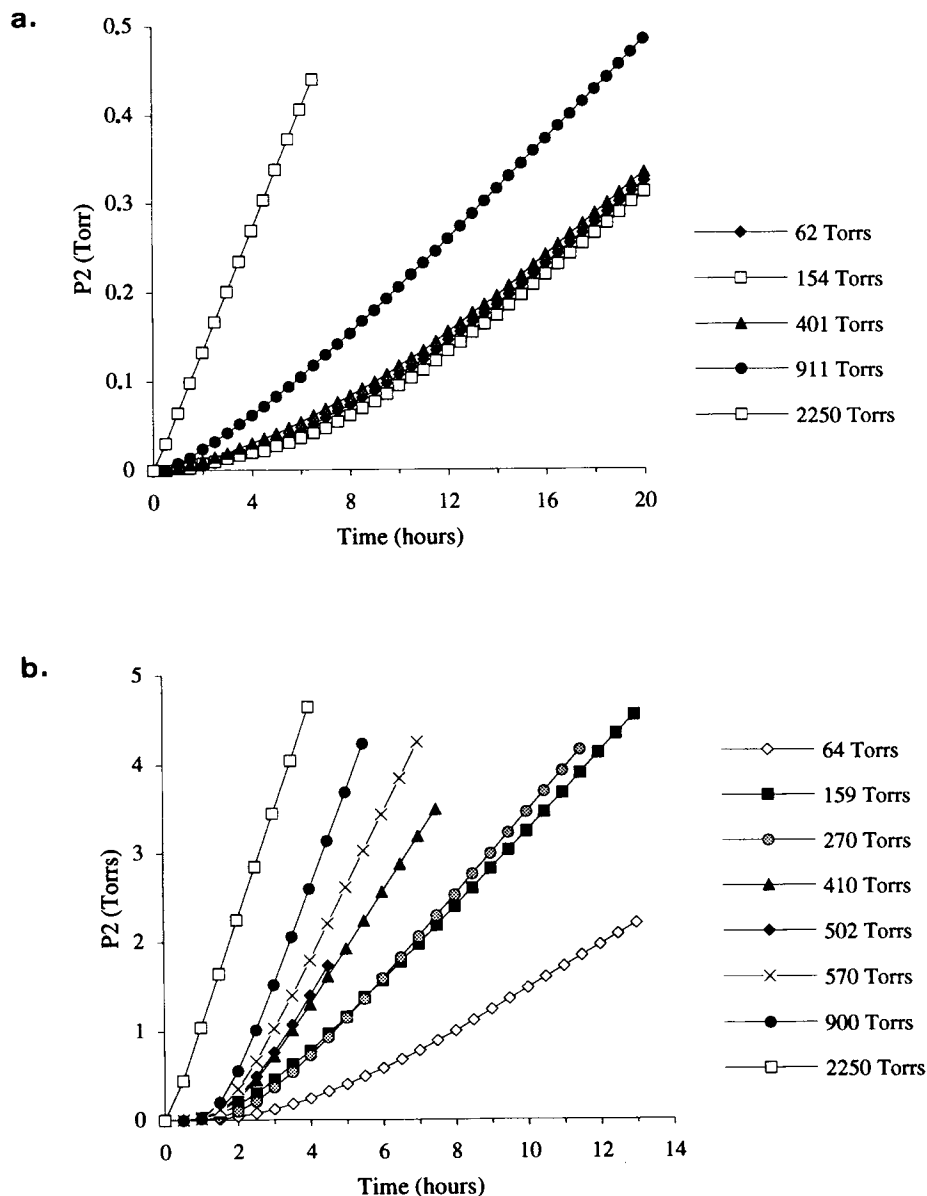 a.
0.5
0.4
0.3
0.2
0.1
0
P2 (Torr)
0 4 8 12 16 20
Time (hours)
62 Torrs
154 Torrs
401 Torrs
911 Torrs
2250 Torrs
b.
5
4
3
2
1
0
P2 (Torrs)
0 2 4 6 8 10 12 14
Time (hours)
64 Torrs
159 Torrs
270 Torrs
410 Torrs
502 Torrs
570 Torrs
900 Torrs
2250 Torrs